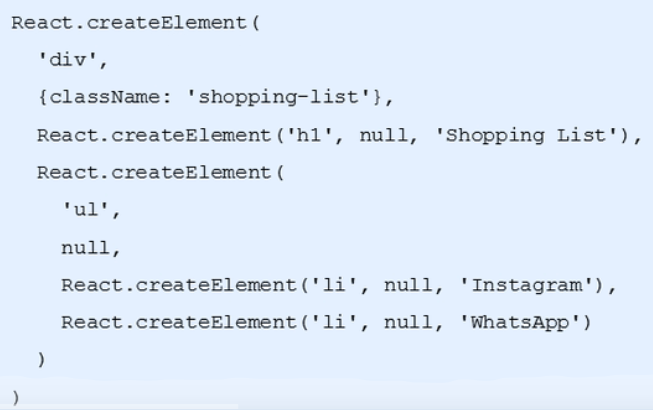 React.createElement(
'div',
{className: 'shopping-list'},
React.createElement('h1', null, 'Shopping List'),
React.createElement(
'ul',
null,
React.createElement('li', null, 'Instagram'),
React.createElement('li', null, 'WhatsApp')
)
)